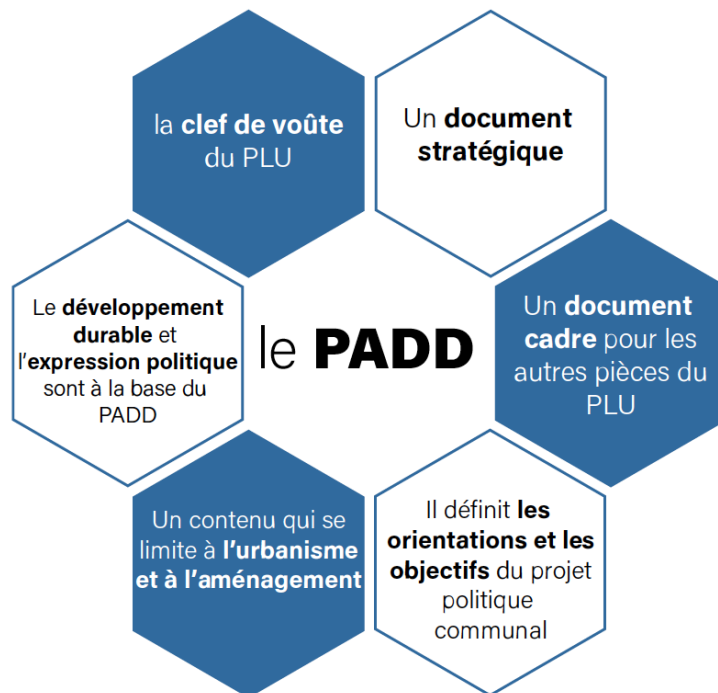 la clef de voûte
du PLU
Un document
stratégique
Le développement
durable et
l'expression politique
sont à la base du
PADD
le PADD
Un document
cadre pour les
autres pièces du
PLU
Un contenu qui se
limite à l'urbanisme
et à l'aménagement
Il définit les
orientations et les
objectifs du projet
politique
communal